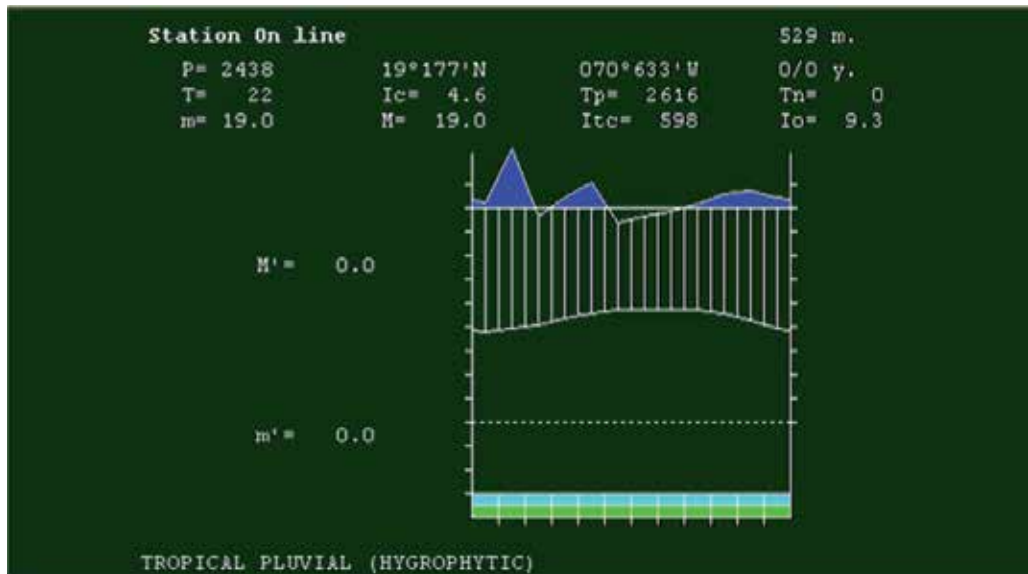 Station On line 529 m.
P= 2438 19°177'N 070°633'W 0/0 y.
T= 22 Ic= 4.6 Tp= 2616 Tn= 0
m= 19.0 M= 19.0 Itc= 598 Io= 9.3
M'= 0.0
m'= 0.0
TROPICAL PLUVIAL (HYGROPHYTIC)